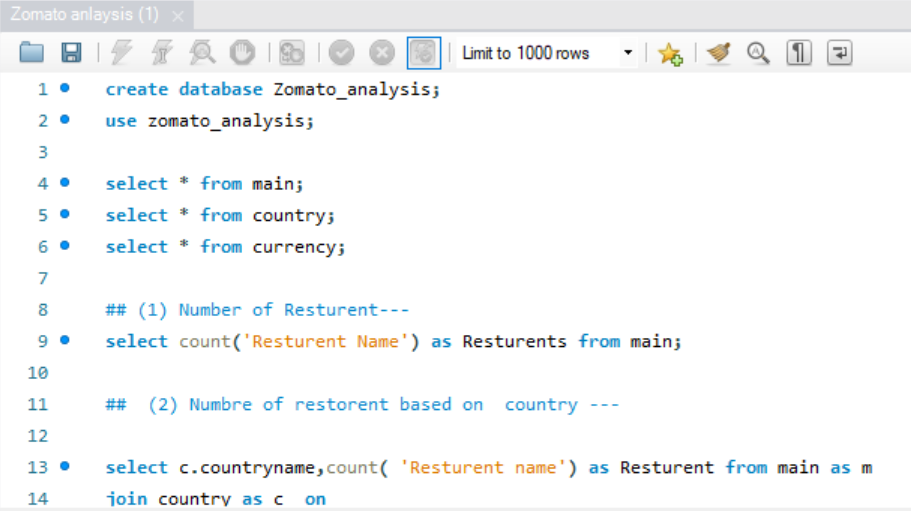 Zomato anlaysis (1)
Limit to 1000 rows
1 create database Zomato_analysis;
2 use zomato_analysis;
3
4 select * from main;
5 select * from country;
6 select * from currency;
7
8 ## (1) Number of Resturent---
9 select count('Resturent Name') as Resturents from main;
10
11 ## (2) Numbre of restorent based on country ---
12
13 select c.countryname,count( 'Resturent name') as Resturent from main as m
14 join country as c on